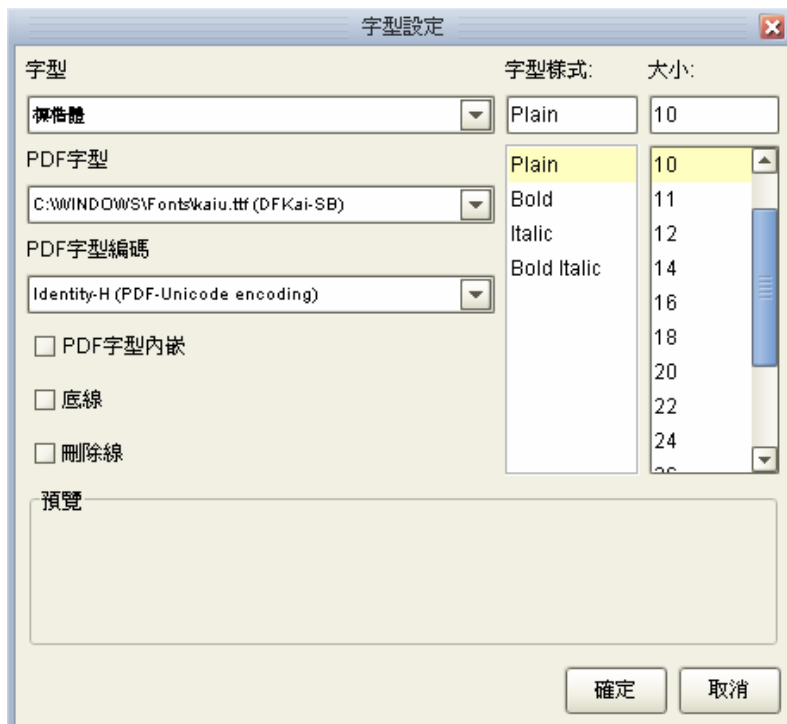 字型設定
字型
標楷體
PDF字型
C:\WINDOWS\Fonts\kaiu.ttf (DFKai-SB)
PDF字型編碼
Identity-H (PDF-Unicode encoding)
PDF字型內嵌
底線
刪除線
字型樣式:
Plain
Plain
Bold
Italic
Bold Italic
大小:
10
10
11
12
14
16
18
20
22
24
預覽
確定
取消